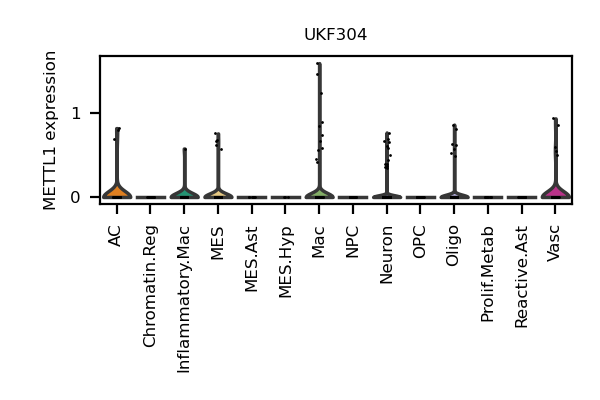 UKF304
METTL1 expression
1
0
AC
Chromatin.Reg
Inflammatory.Mac
MES
MES.Ast
MES.Hyp
Mac
NPC
Neuron
OPC
Oligo
Prolif.Metab
Reactive.Ast
Vasc